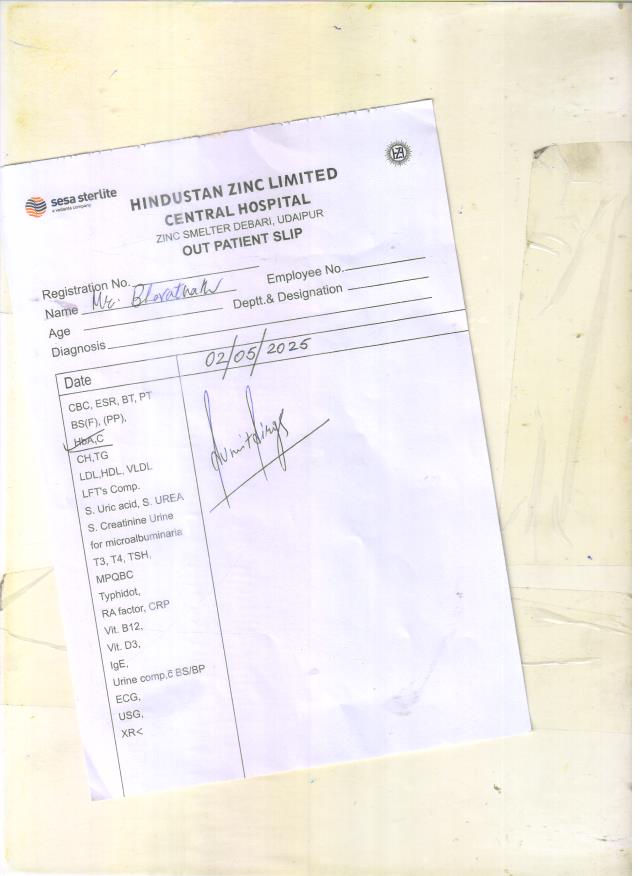 sesa sterlite
a vedanta company
HINDUSTAN ZINC LIMITED
CENTRAL HOSPITAL
ZINC SMELTER DEBARI, UDAIPUR
OUT PATIENT SLIP
Registration No. Employee No.
Name Mr. Deptt.& Designation
Age
Diagnosis
Date 02/05/2025
CBC, ESR, BT, PT
BS(F), (PP),
HbA,C
CH,TG
LDL,HDL, VLDL
LFT's Comp.
S. Uric acid, S. UREA
S. Creatinine Urine
for microalbuminaria
T3, T4, TSH,
MPQBC
Typhidot,
RA factor, CRP
Vit. B12,
Vit. D3,
IgE,
Urine comp,c̄ BS/BP
ECG,
USG,
XR<